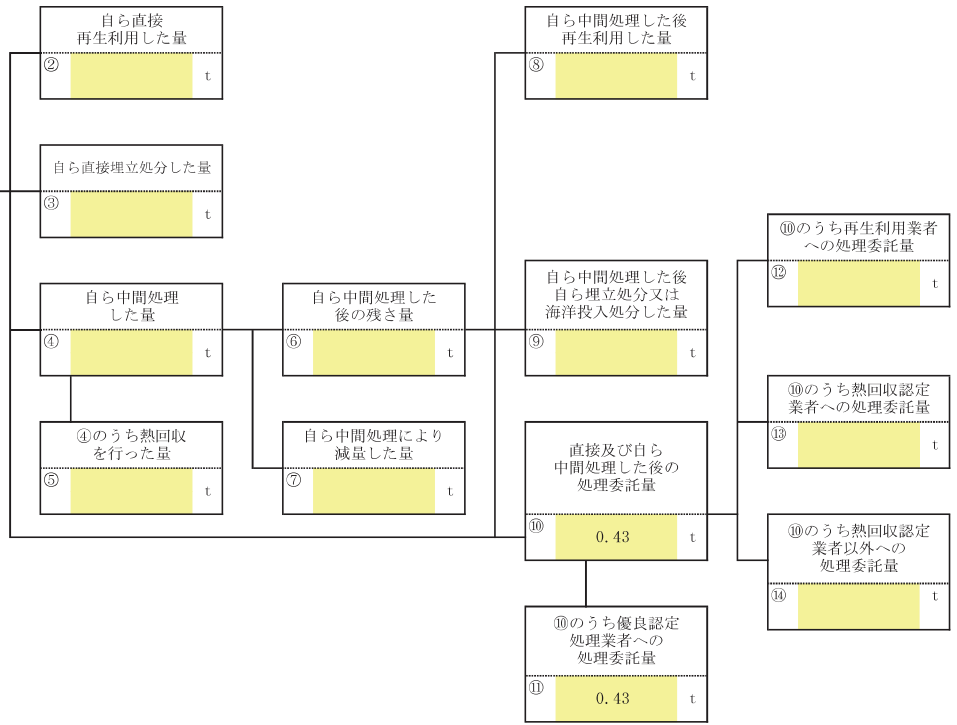 自ら直接
再生利用した量
②
t
自ら中間処理した後
再生利用した量
⑧
t
自ら直接埋立処分した量
③
t
⑩のうち再生利用業者
への処理委託量
⑫
t
自ら中間処理
した量
④
t
自ら中間処理した
後の残さ量
⑥
t
自ら中間処理した後
自ら埋立処分又は
海洋投入処分した量
⑨
t
⑩のうち熱回収認定
業者への処理委託量
⑬
t
④のうち熱回収
を行った量
⑤
t
自ら中間処理により
減量した量
⑦
t
直接及び自ら
中間処理した後の
処理委託量
⑩
0.43
t
⑩のうち熱回収認定
業者以外への
処理委託量
⑭
t
⑩のうち優良認定
処理業者への
処理委託量
⑪
0.43
t